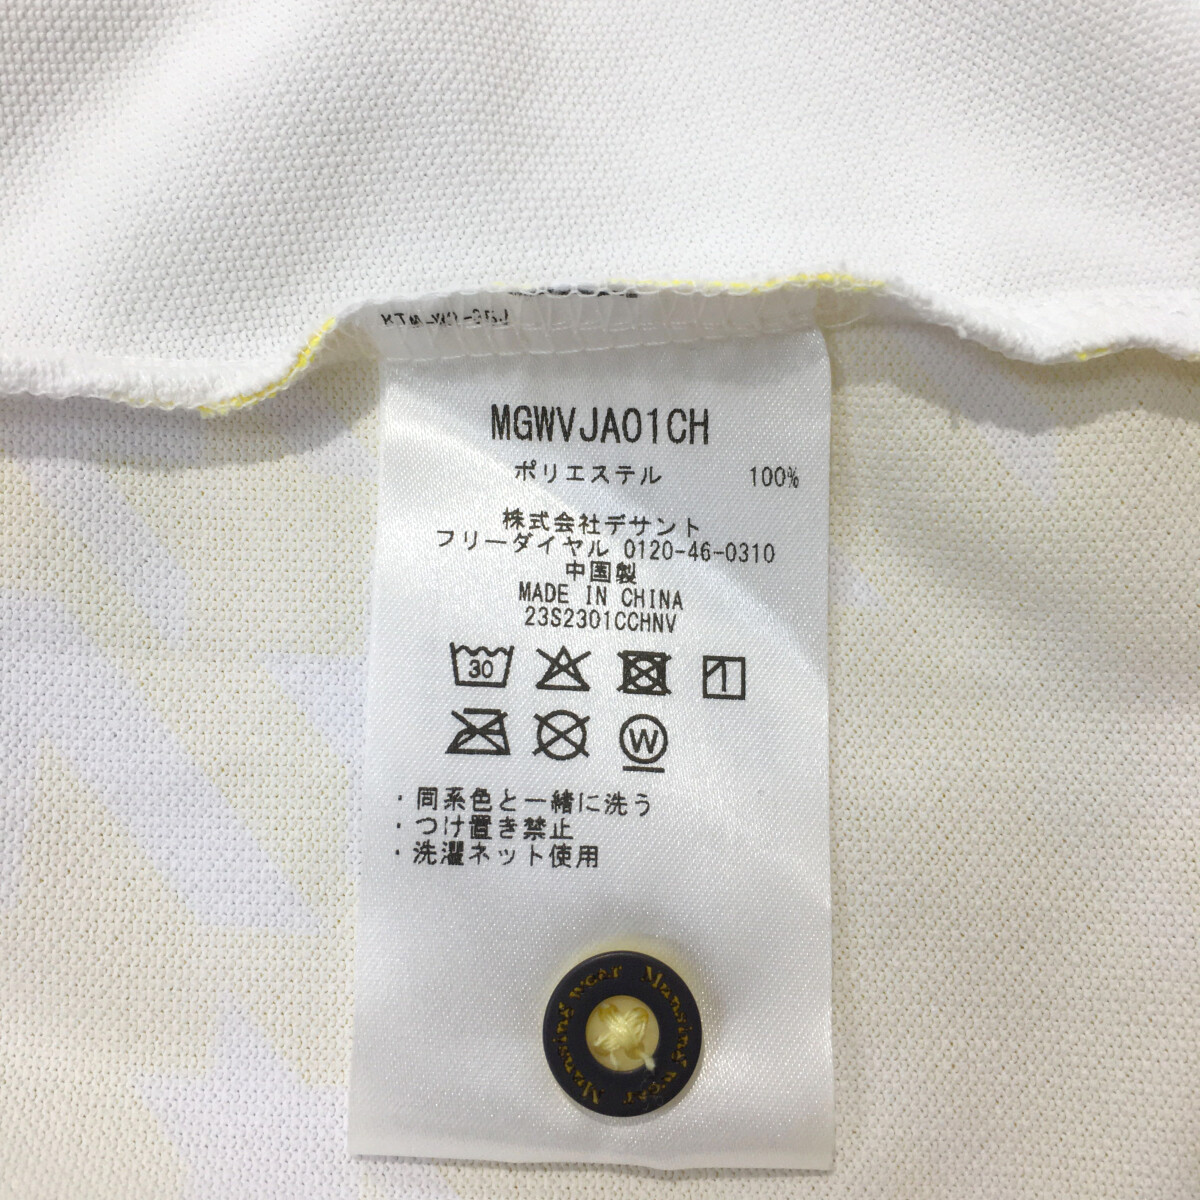 MGWVJA01CH
ポリエステル 100%
株式会社デサント
フリーダイヤル 0120-46-0310
中国製
MADE IN CHINA
23S2301CCHNV
30
W
・同系色と一緒に洗う
・つけ置き禁止
・洗濯ネット使用
Munsingwear Munsingwear